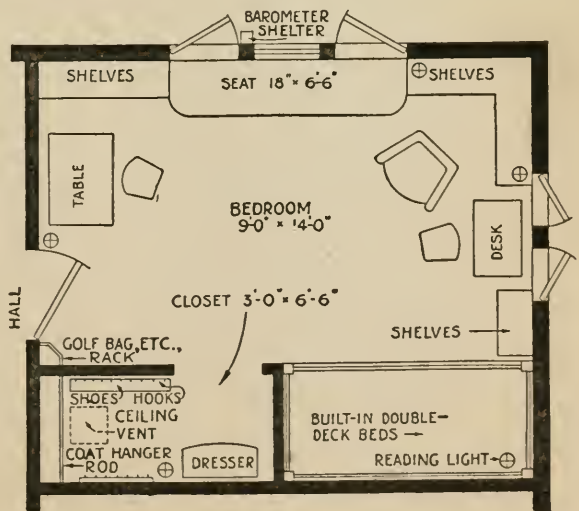 BAROMETER
SHELTER
SHELVES
SEAT 18" × 6'-6"
SHELVES
TABLE
BEDROOM
9'-0" × 14'-0"
DESK
HALL
CLOSET 3'-0" × 6'-6"
GOLF BAG, ETC.,
RACK
SHELVES
SHOES HOOKS
CEILING
VENT
COAT HANGER
ROD
DRESSER
BUILT-IN DOUBLE-
DECK BEDS
READING LIGHT